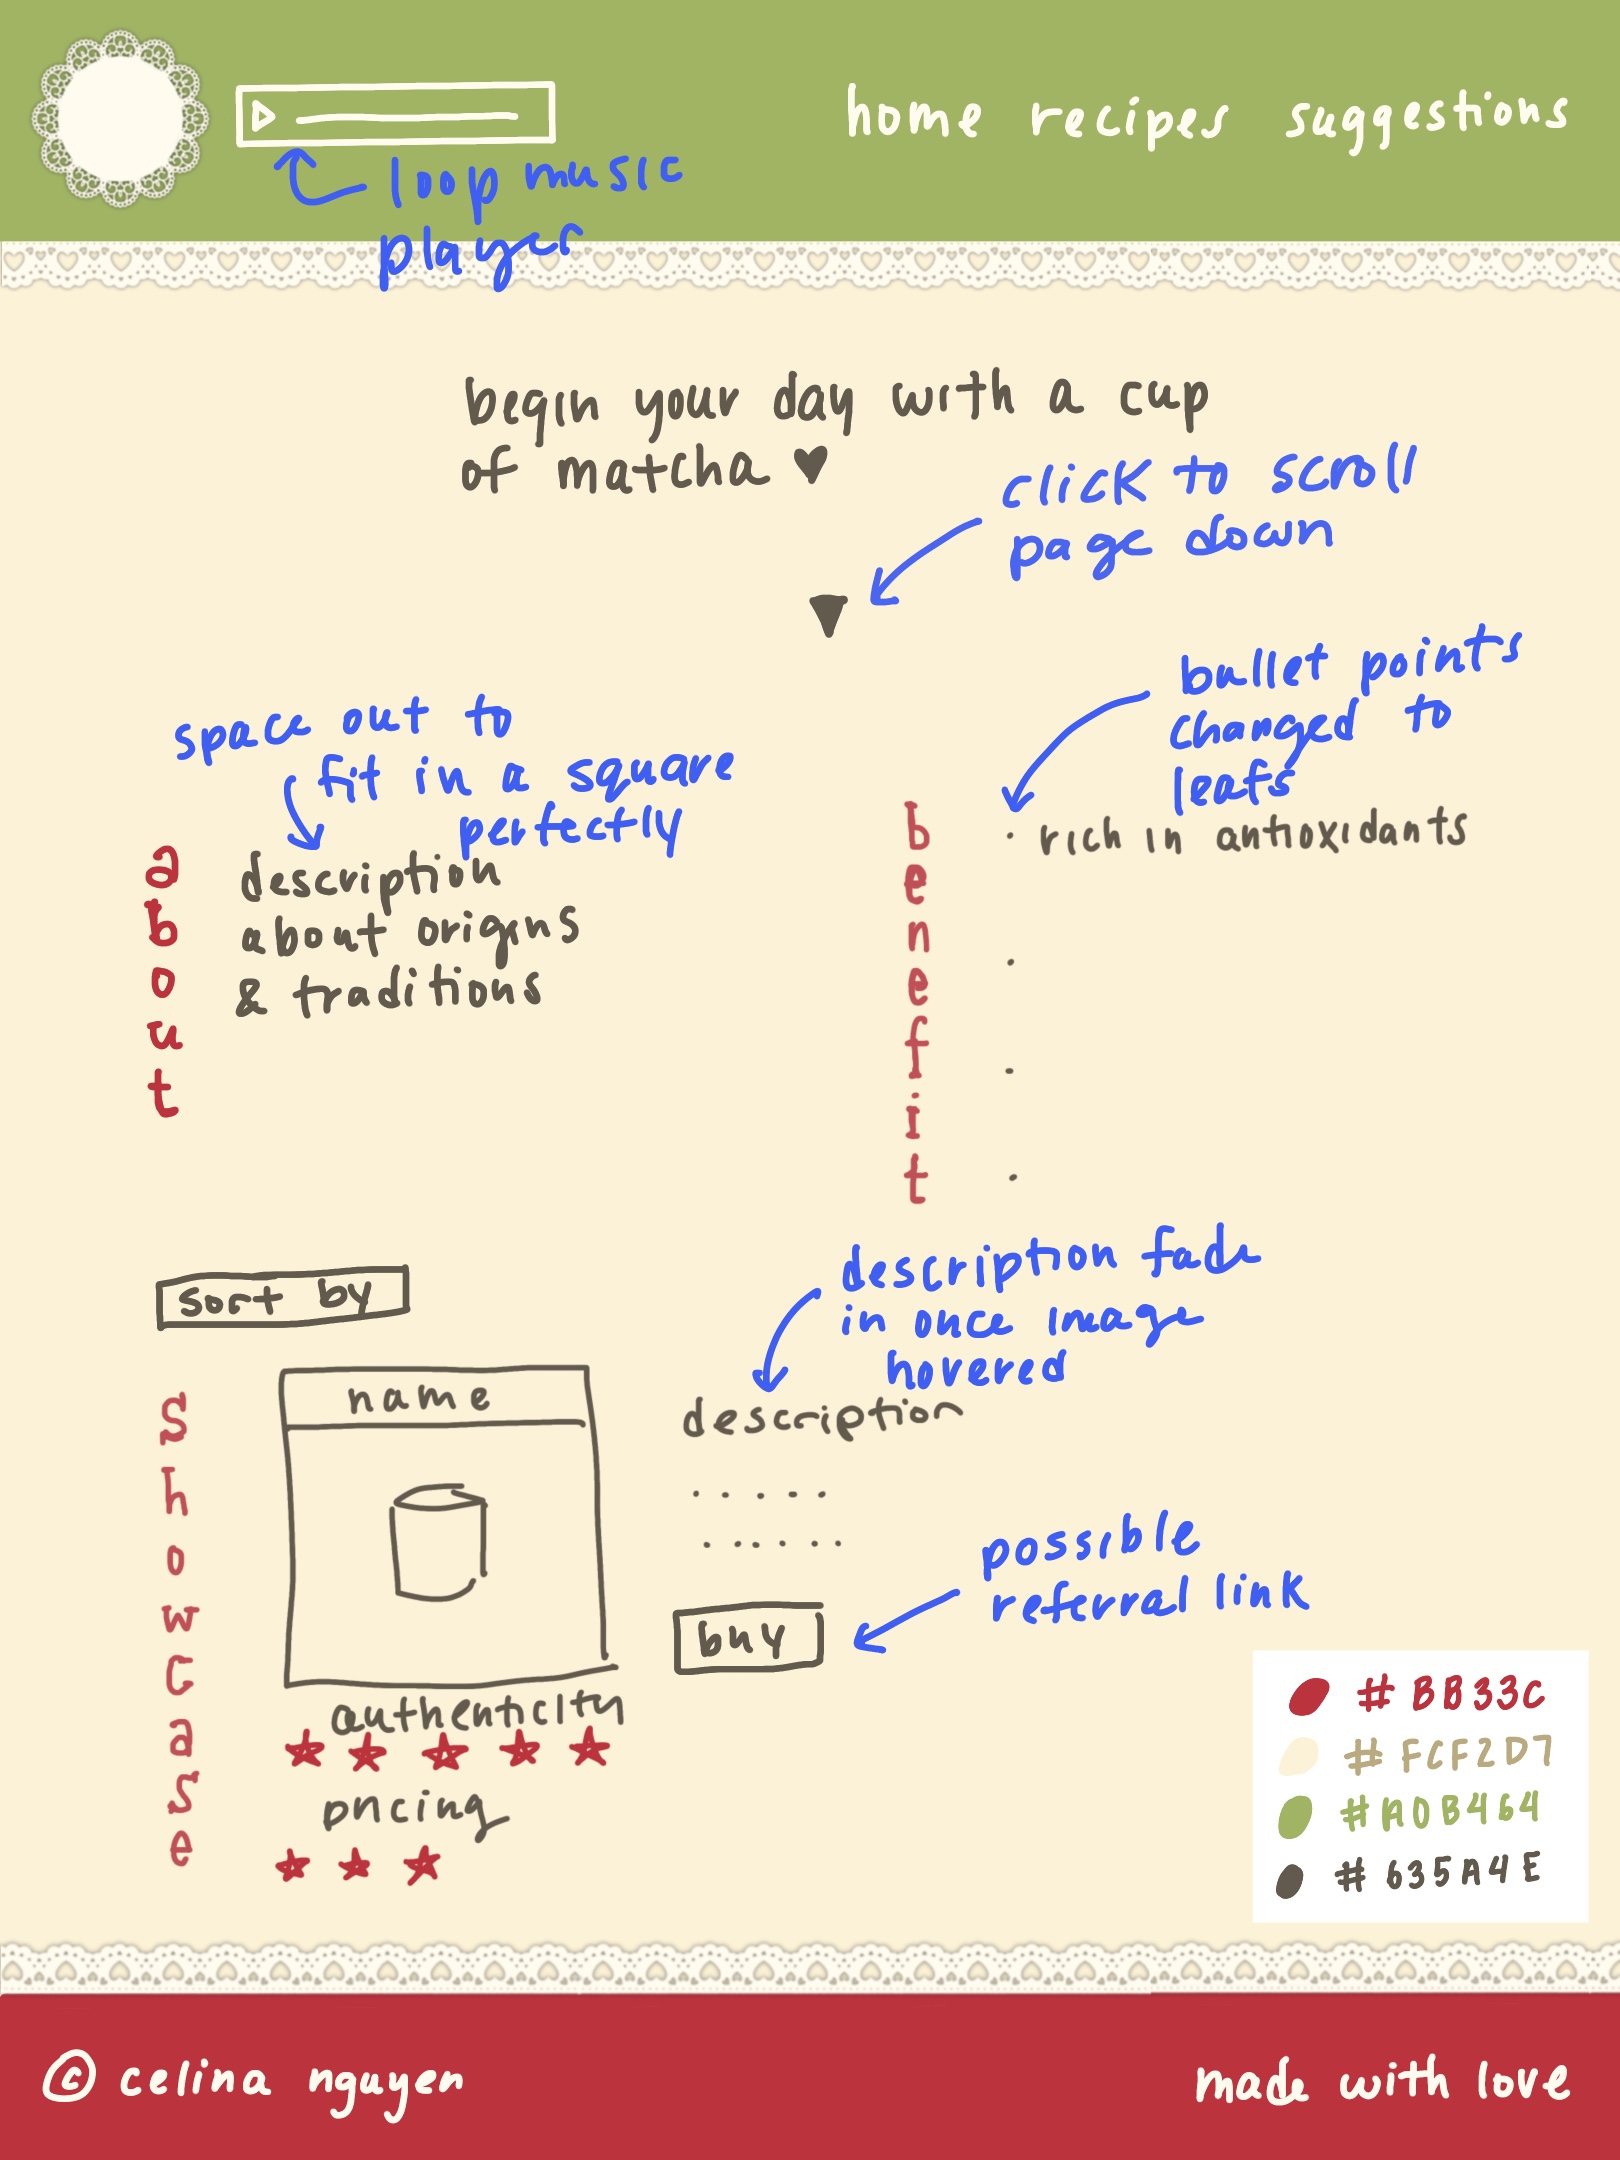 home recipes suggestions
loop music
player
begin your day with a cup
of matcha ♥
click to scroll
page down
space out to
fit in a square
perfectly
about
description
about origins
& traditions
bullet points
changed to
leafs
benefit
· rich in antioxidants
·
·
·
sort by
showcase
name
description fade
in once image
hovered
description
. . . . .
. . . . . .
possible
referral link
buy
authenticity
★ ★ ★ ★ ★
pricing
★ ★ ★
# BB33C
# FCF2D7
# A0B464
# 635A4E
© celina nguyen
made with love